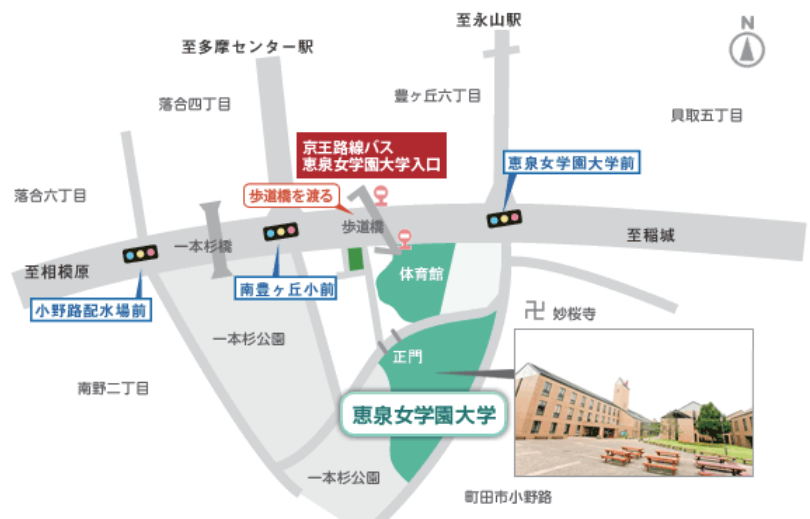 至永山駅
N
至多摩センター駅
落合四丁目
豊ヶ丘六丁目
貝取五丁目
京王路線バス
恵泉女学園大学入口
恵泉女学園大学前
落合六丁目
歩道橋を渡る
歩道橋
一本杉橋
至稲城
至相模原
体育館
南豊ヶ丘小前
小野路配水場前
卍 妙桜寺
一本杉公園
正門
南野二丁目
恵泉女学園大学
一本杉公園
町田市小野路